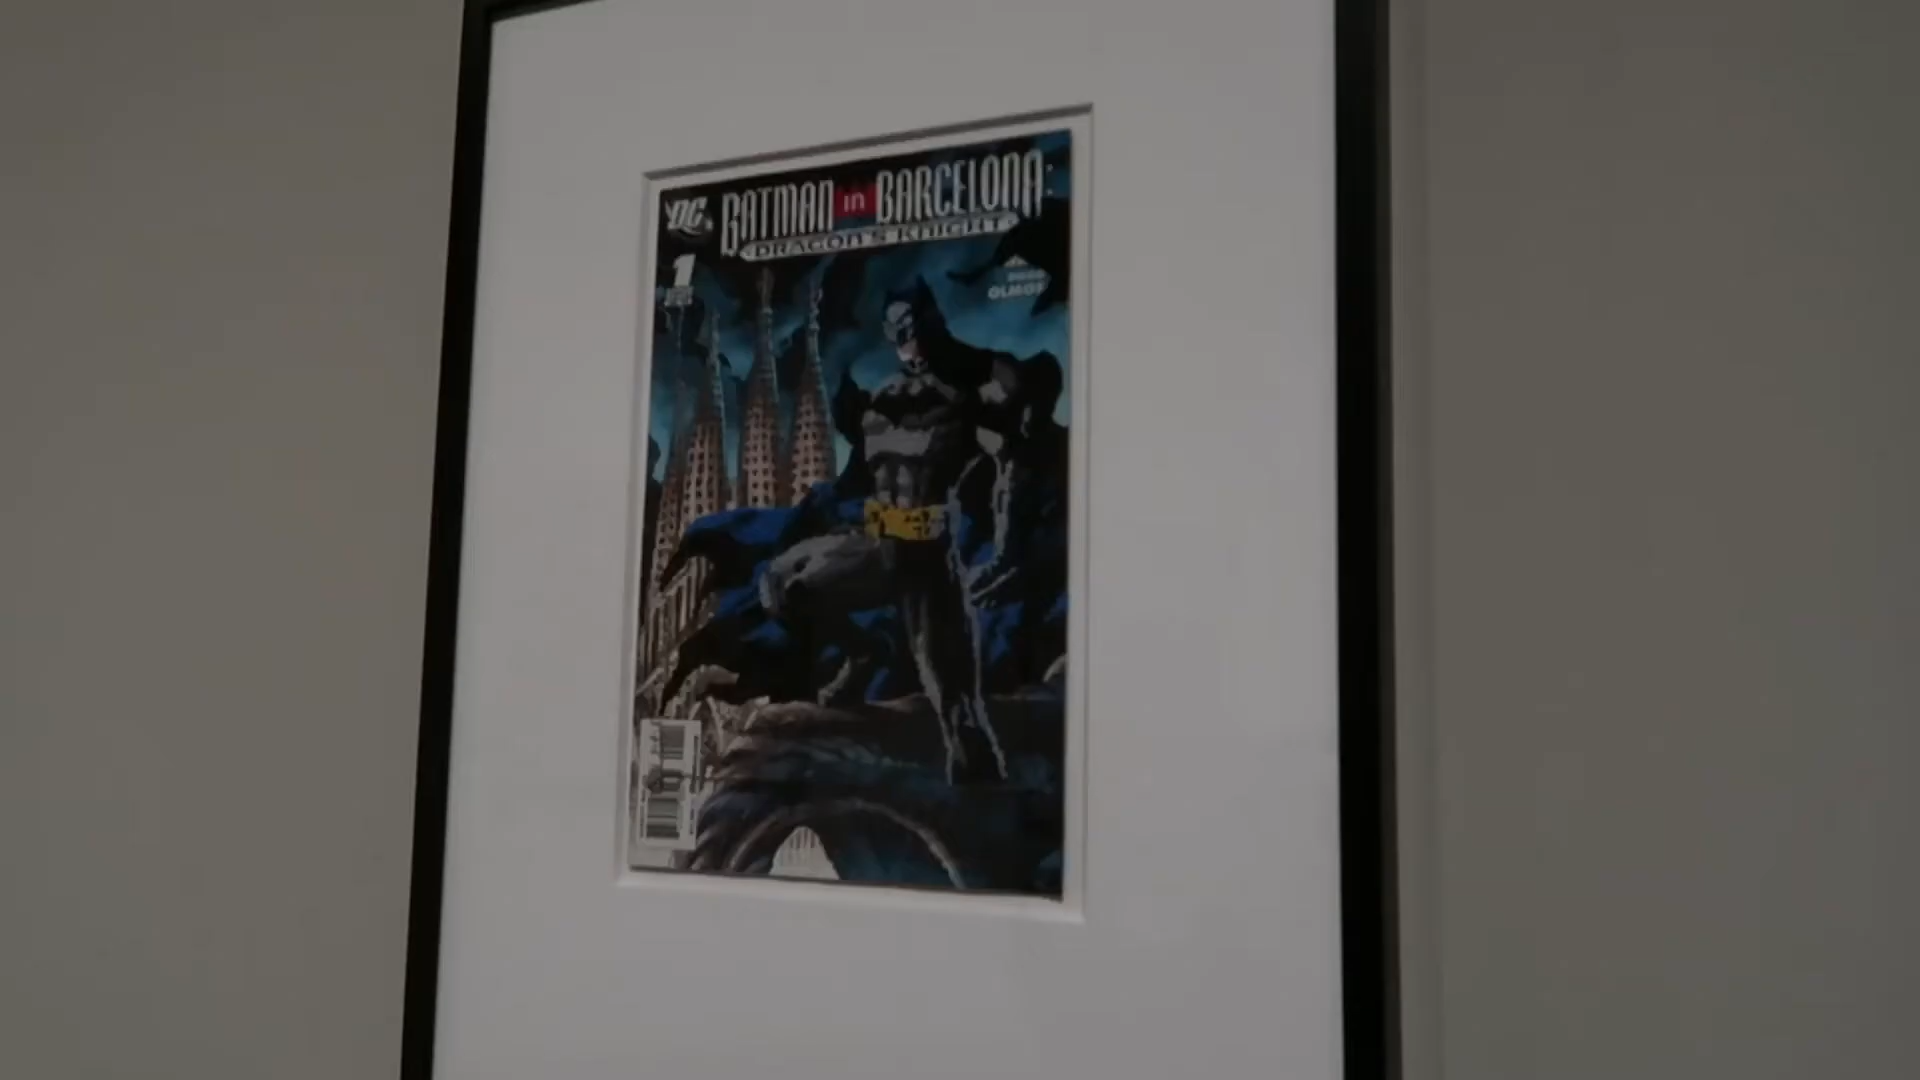 DC
BATMAN in BARCELONA:
DRAGON'S KNIGHT
1
OLMOS